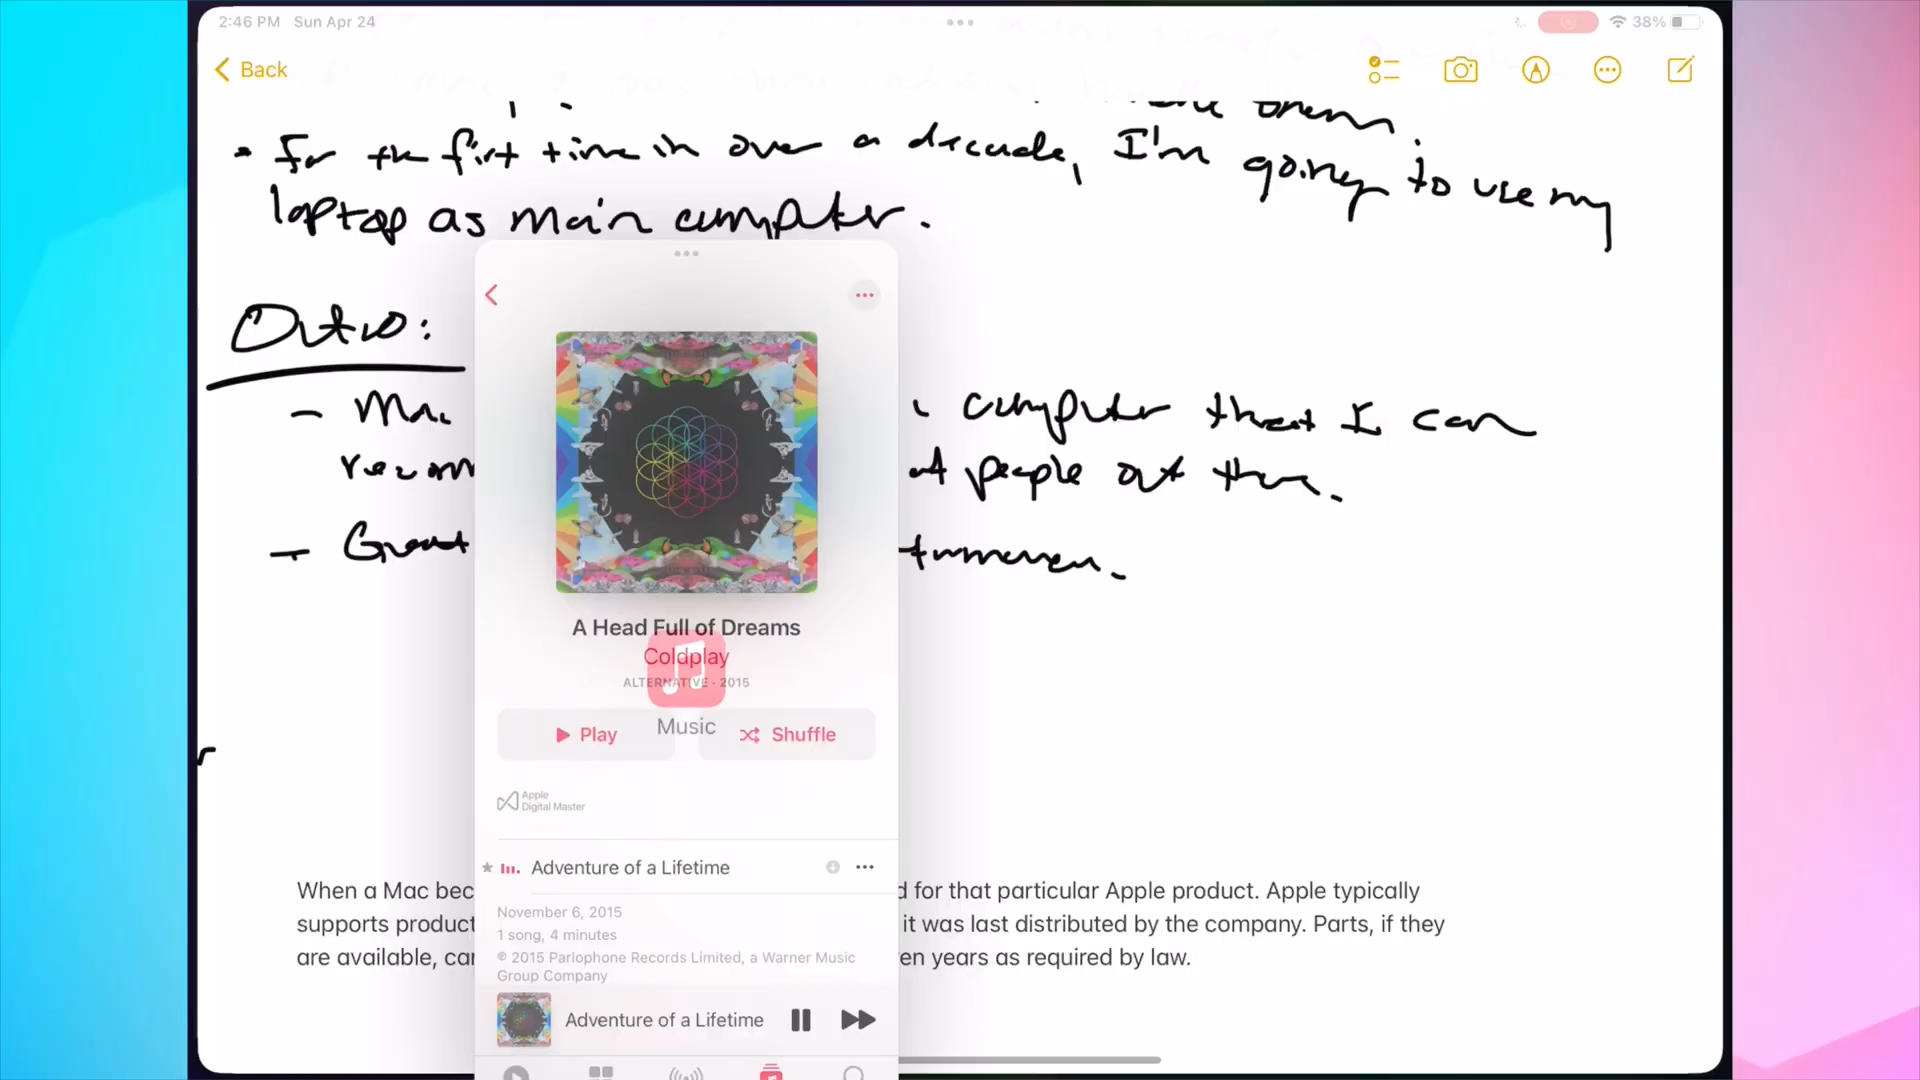 2:46 PM Sun Apr 24
38%
Back
them.
• For the first time in over a decade, I'm going to use my
laptop as main computer.
Outro:
- computer that I can
recom people out there.
- Great turnover.
A Head Full of Dreams
Coldplay
ALTERNATIVE · 2015
Music
Play
Shuffle
Apple
Digital Master
Adventure of a Lifetime
When a Mac bec d for that particular Apple product. Apple typically
supports product it was last distributed by the company. Parts, if they
are available, car en years as required by law.
November 6, 2015
1 song, 4 minutes
℗ 2015 Parlophone Records Limited, a Warner Music
Group Company
Adventure of a Lifetime